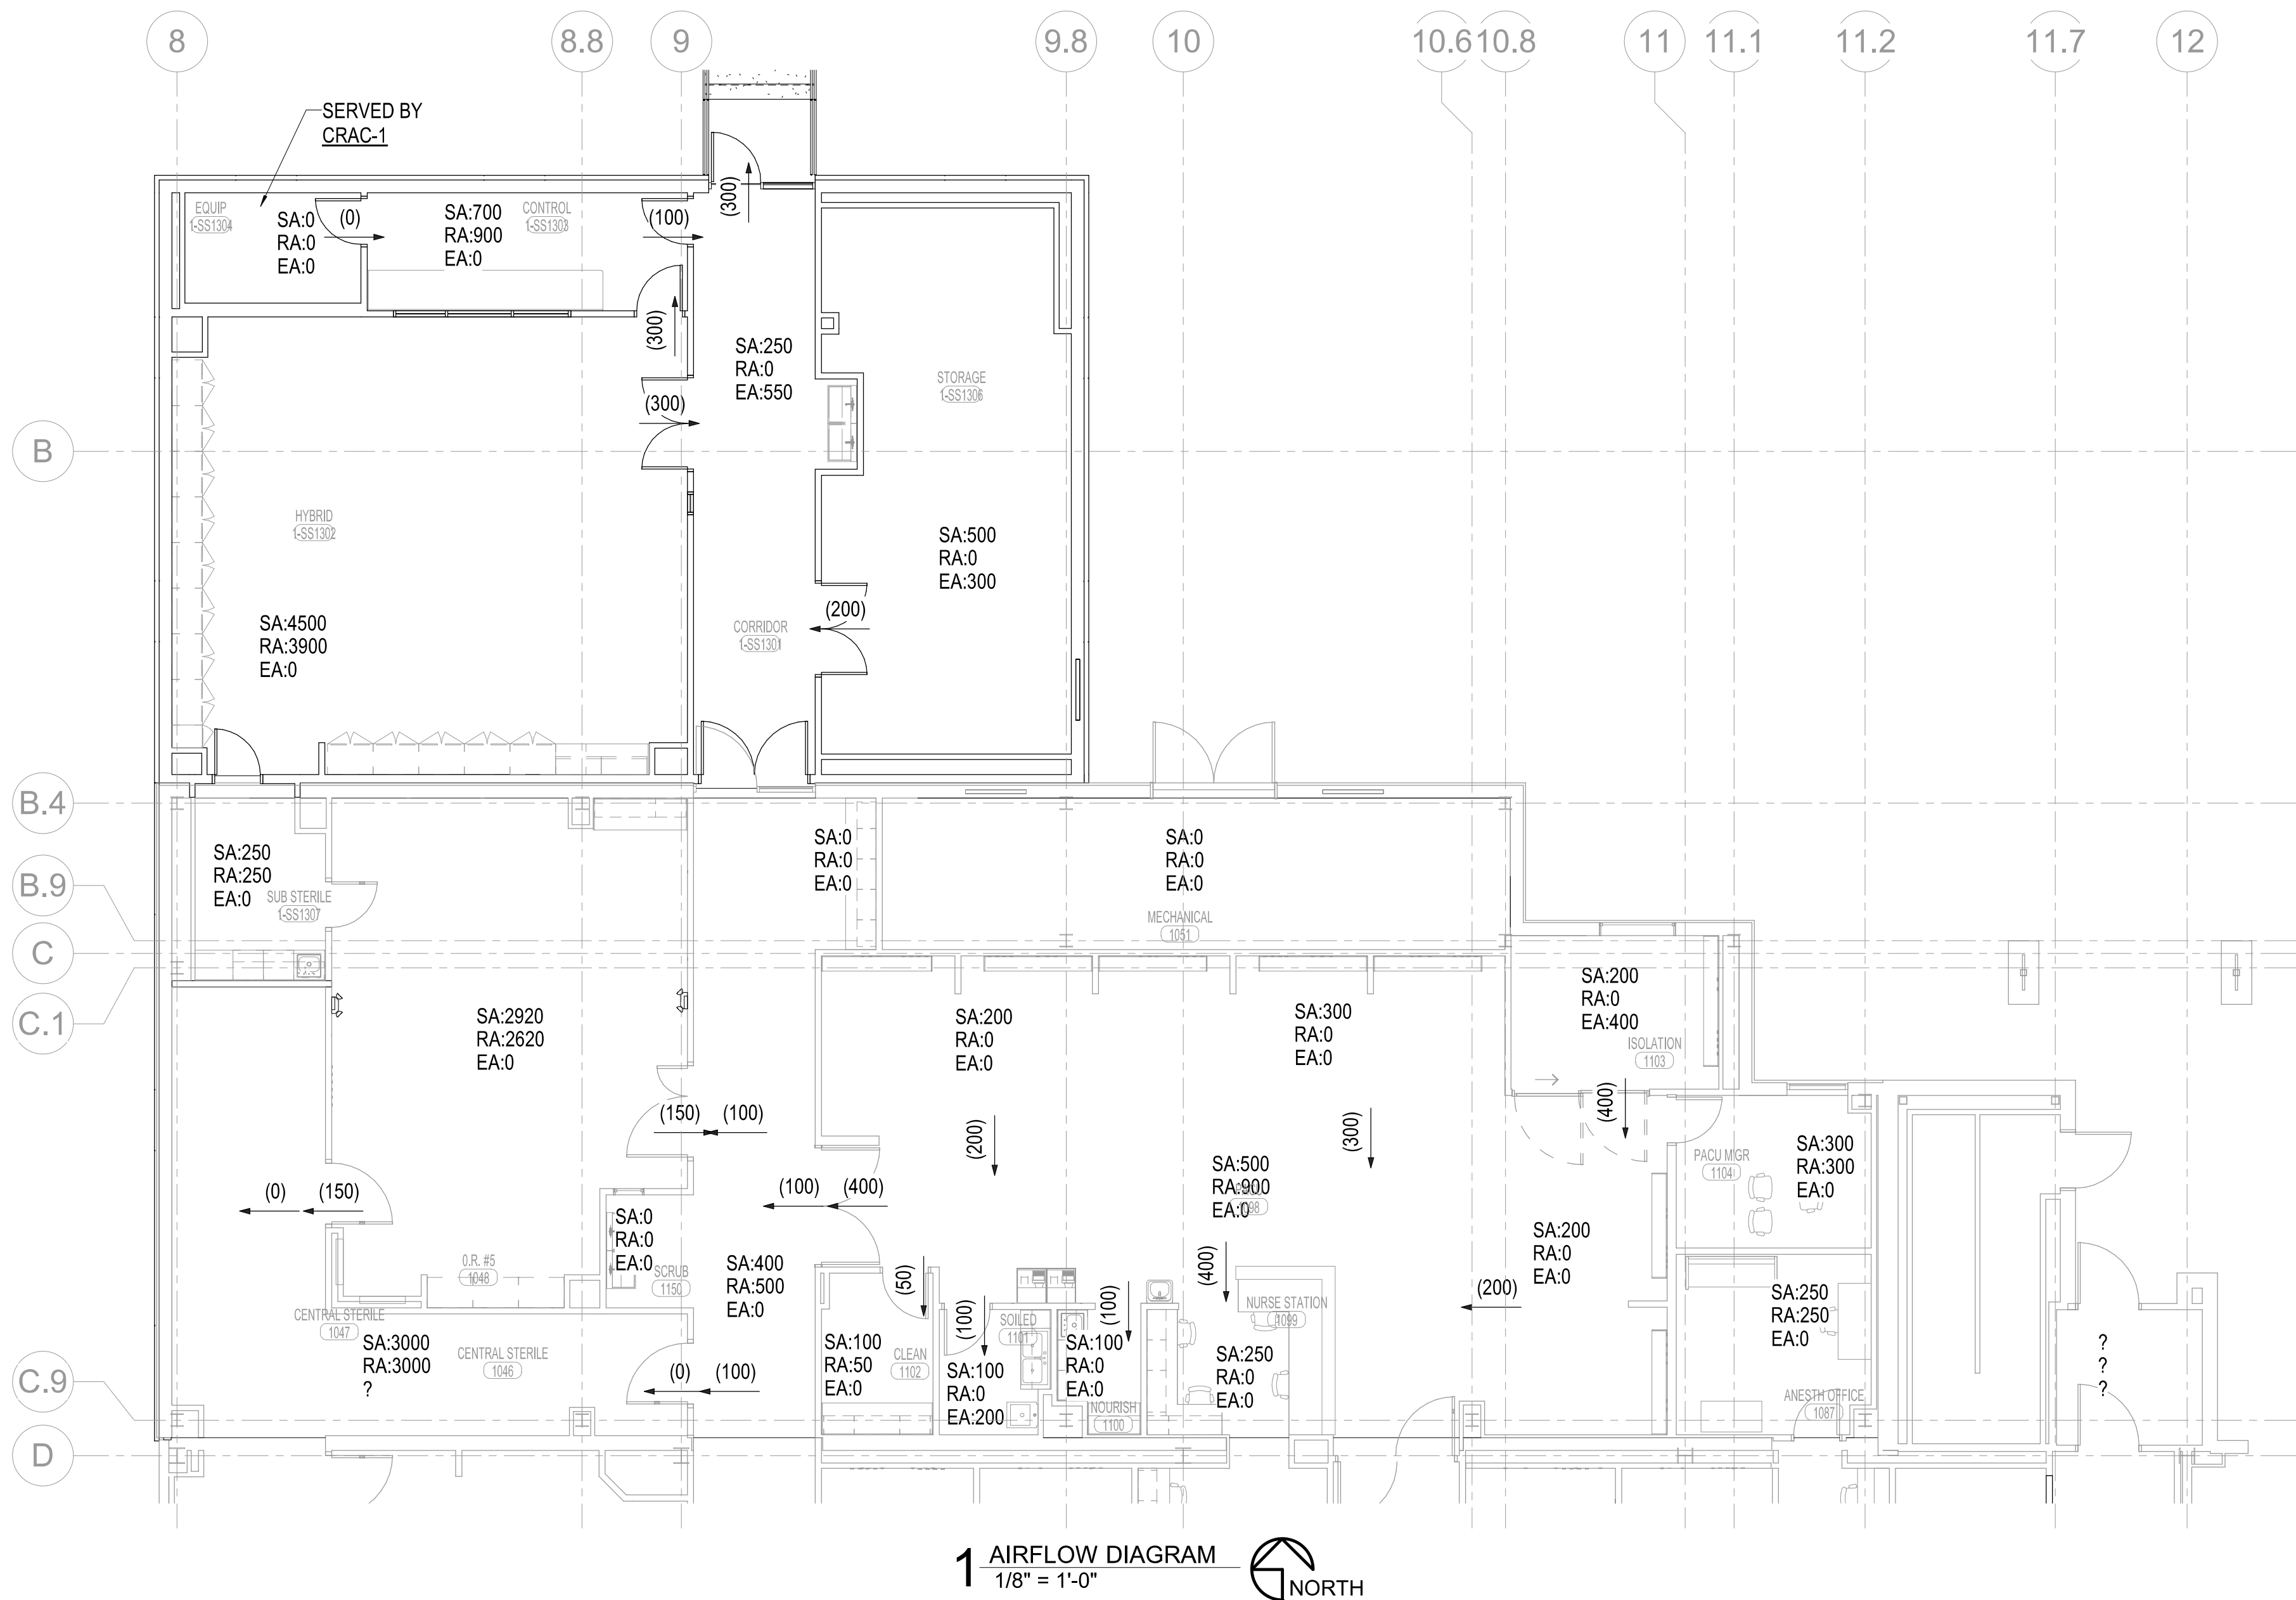 8
8.8
9
9.8
10
10.6
10.8
11
11.1
11.2
11.7
12
SERVED BY
CRAC-1
EQUIP
1-SS1304
SA:0
RA:0
EA:0
(0)
SA:700
RA:900
EA:0
CONTROL
1-SS1303
(100)
(300)
(300)
SA:250
RA:0
EA:550
STORAGE
1-SS1306
(300)
B
HYBRID
1-SS1302
SA:500
RA:0
EA:300
SA:4500
RA:3900
EA:0
(200)
CORRIDOR
1-SS1301
B.4
SA:250
RA:250
EA:0
SUB STERILE
1-SS1307
SA:0
RA:0
EA:0
SA:0
RA:0
EA:0
MECHANICAL
1051
B.9
C
C.1
SA:2920
RA:2620
EA:0
SA:200
RA:0
EA:0
SA:300
RA:0
EA:0
SA:200
RA:0
EA:400
ISOLATION
1103
(150)
(100)
(200)
(300)
(400)
SA:500
RA:900
EA:0
PACU MGR
1104
SA:300
RA:300
EA:0
(0)
(150)
(100)
(400)
SA:0
RA:0
EA:0
SCRUB
1150
O.R. #5
1048
SA:400
RA:500
EA:0
(50)
(100)
(100)
(400)
SA:200
RA:0
EA:0
(200)
NURSE STATION
1099
SA:250
RA:250
EA:0
CENTRAL STERILE
1047
SA:3000
RA:3000
?
CENTRAL STERILE
1046
(0)
(100)
SA:100
RA:50
EA:0
CLEAN
1102
SOILED
1101
SA:100
RA:0
EA:200
SA:100
RA:0
EA:0
NOURISH
1100
SA:250
RA:0
EA:0
ANESTH OFFICE
1087
?
?
?
C.9
D
1
AIRFLOW DIAGRAM
1/8" = 1'-0"
NORTH